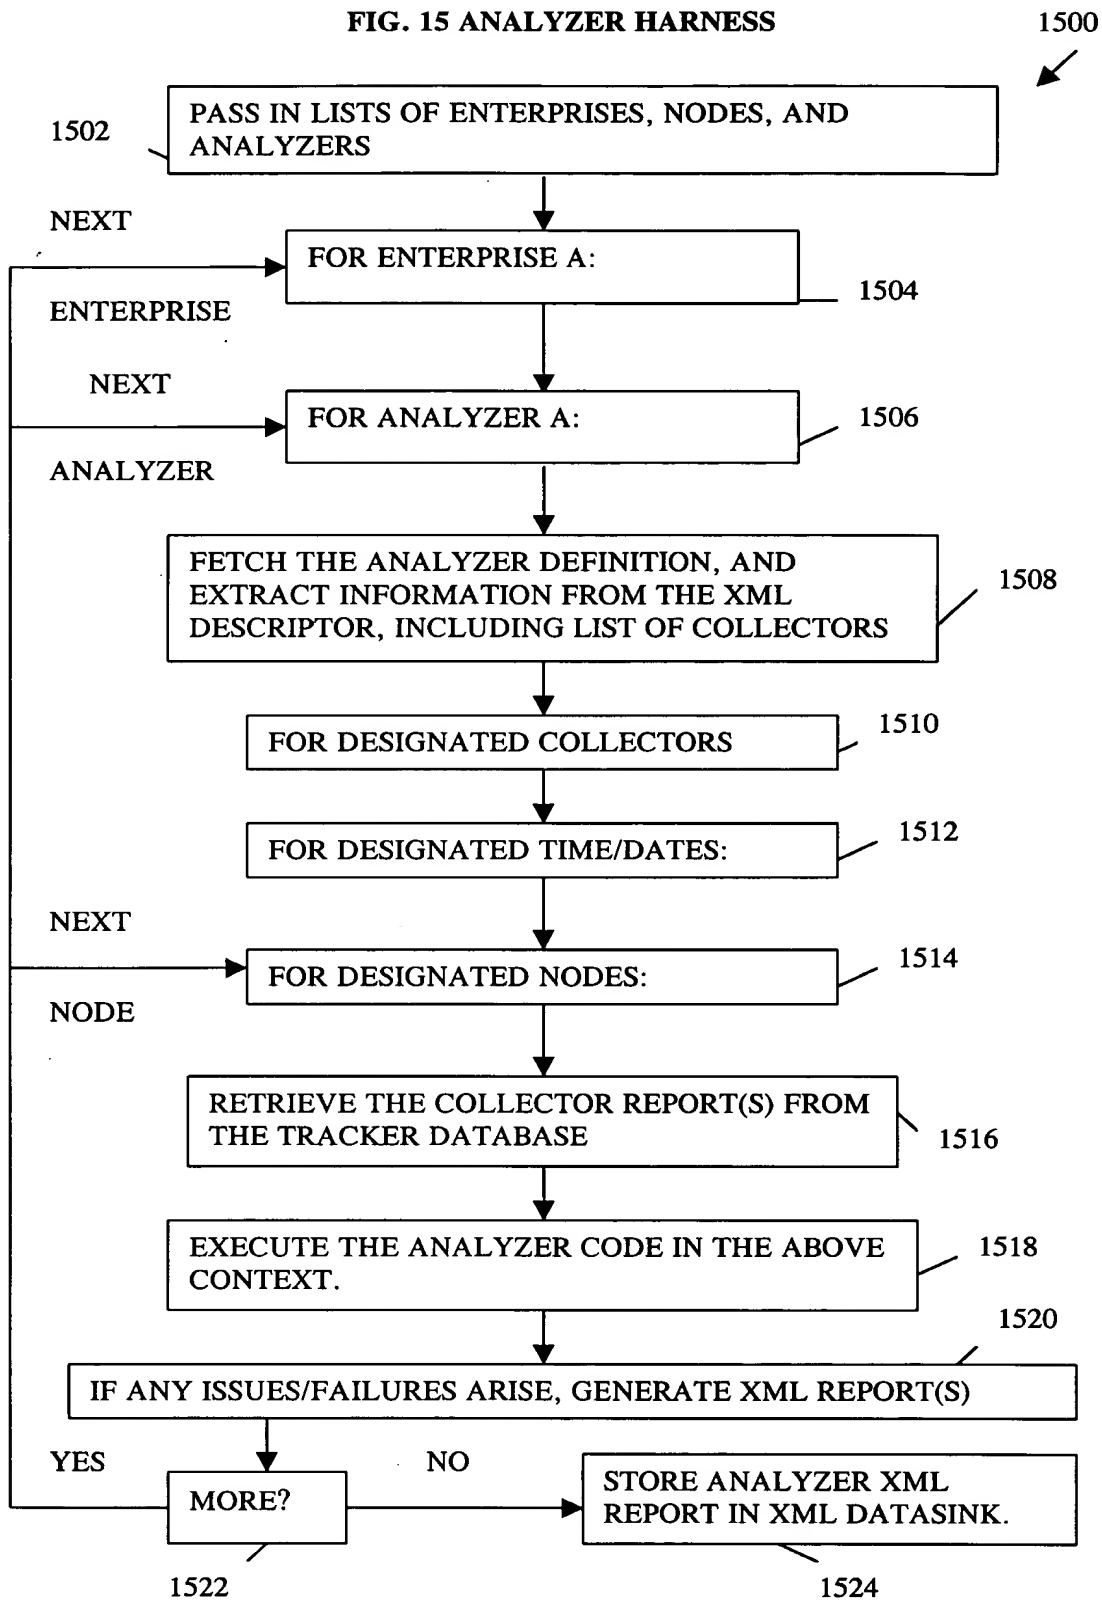 FIG. 15 ANALYZER HARNESS
1500
PASS IN LISTS OF ENTERPRISES, NODES, AND
ANALYZERS
1502
NEXT
FOR ENTERPRISE A:
1504
ENTERPRISE
NEXT
FOR ANALYZER A:
1506
ANALYZER
FETCH THE ANALYZER DEFINITION, AND
EXTRACT INFORMATION FROM THE XML
DESCRIPTOR, INCLUDING LIST OF COLLECTORS
1508
FOR DESIGNATED COLLECTORS
1510
FOR DESIGNATED TIME/DATES:
1512
NEXT
FOR DESIGNATED NODES:
1514
NODE
RETRIEVE THE COLLECTOR REPORT(S) FROM
THE TRACKER DATABASE
1516
EXECUTE THE ANALYZER CODE IN THE ABOVE
CONTEXT.
1518
1520
IF ANY ISSUES/FAILURES ARISE, GENERATE XML REPORT(S)
YES
NO
MORE?
STORE ANALYZER XML
REPORT IN XML DATASINK.
1522
1524